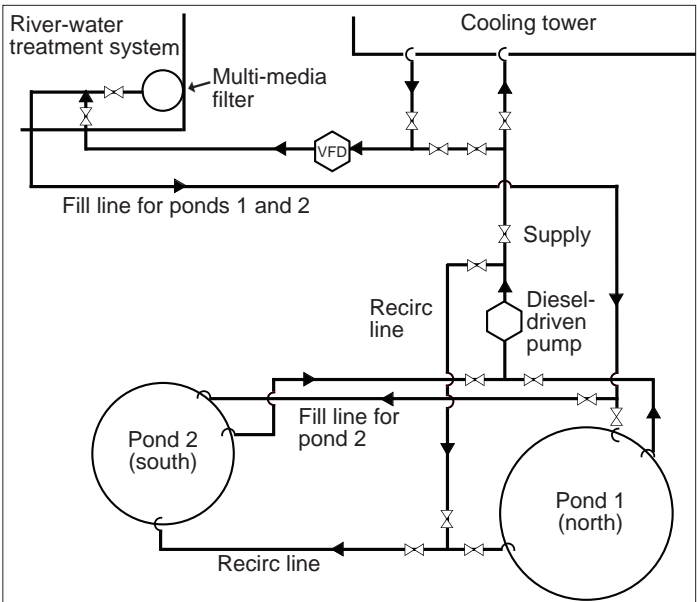 River-water
treatment system
Cooling tower
Multi-media
filter
VFD
Fill line for ponds 1 and 2
Supply
Recirc
line
Diesel-
driven
pump
Fill line for
pond 2
Pond 2
(south)
Pond 1
(north)
Recirc line